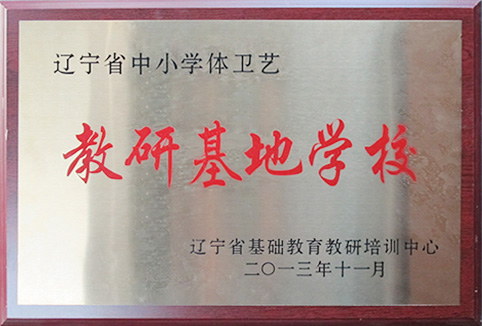 辽宁省中小学体卫艺
教研基地学校
辽宁省基础教育教研培训中心
二〇一三年十一月